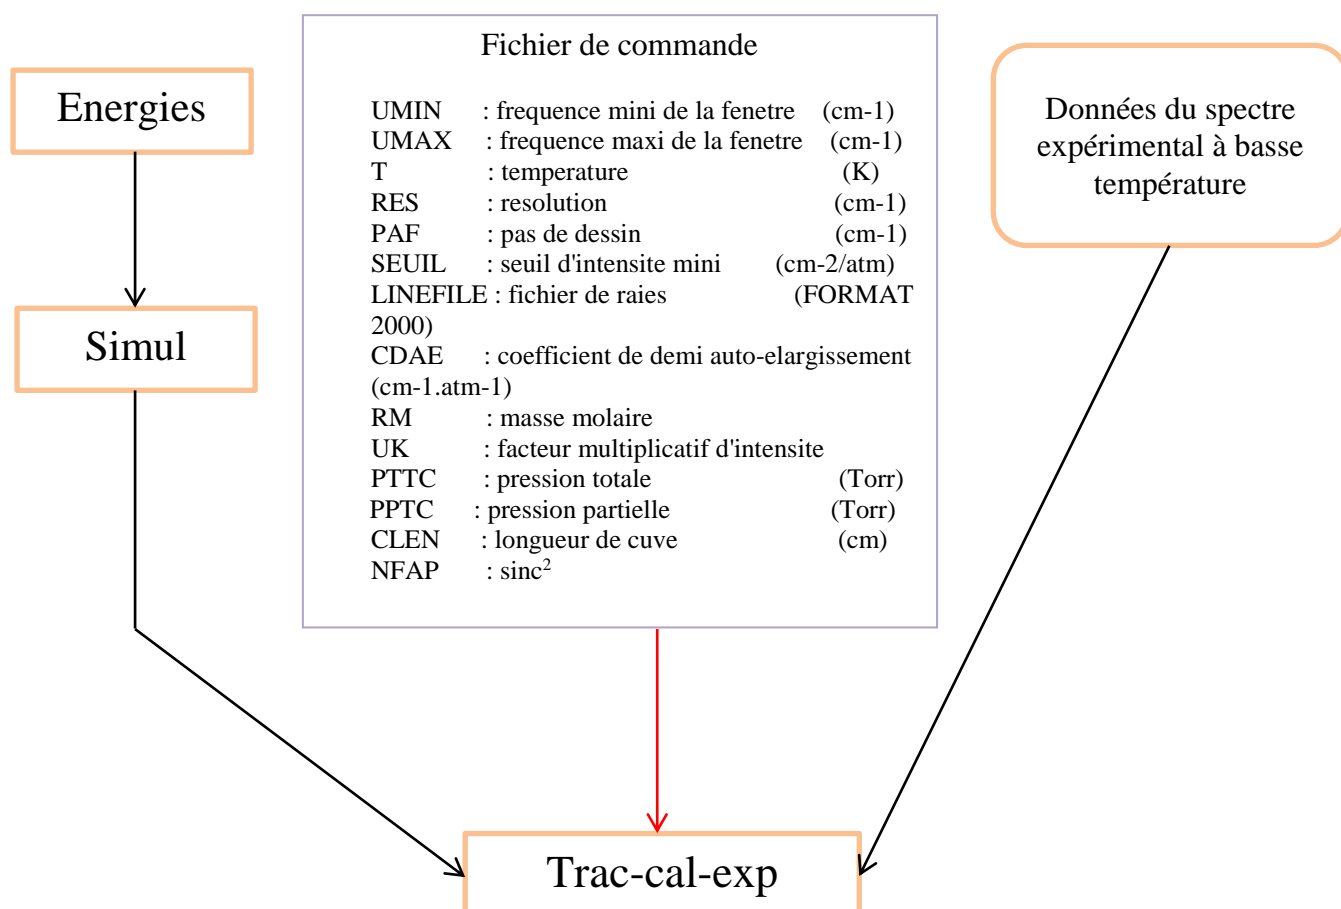 Fichier de commande
Energies
UMIN : frequence mini de la fenetre (cm-1)
UMAX : frequence maxi de la fenetre (cm-1)
T : temperature (K)
RES : resolution (cm-1)
PAF : pas de dessin (cm-1)
SEUIL : seuil d'intensite mini (cm-2/atm)
LINEFILE : fichier de raies (FORMAT
2000)
CDAE : coefficient de demi auto-elargissement
(cm-1.atm-1)
RM : masse molaire
UK : facteur multiplicatif d'intensite
PTTC : pression totale (Torr)
PPTC : pression partielle (Torr)
CLEN : longueur de cuve (cm)
NFAP : sinc²
Données du spectre
expérimental à basse
température
Simul
Trac-cal-exp